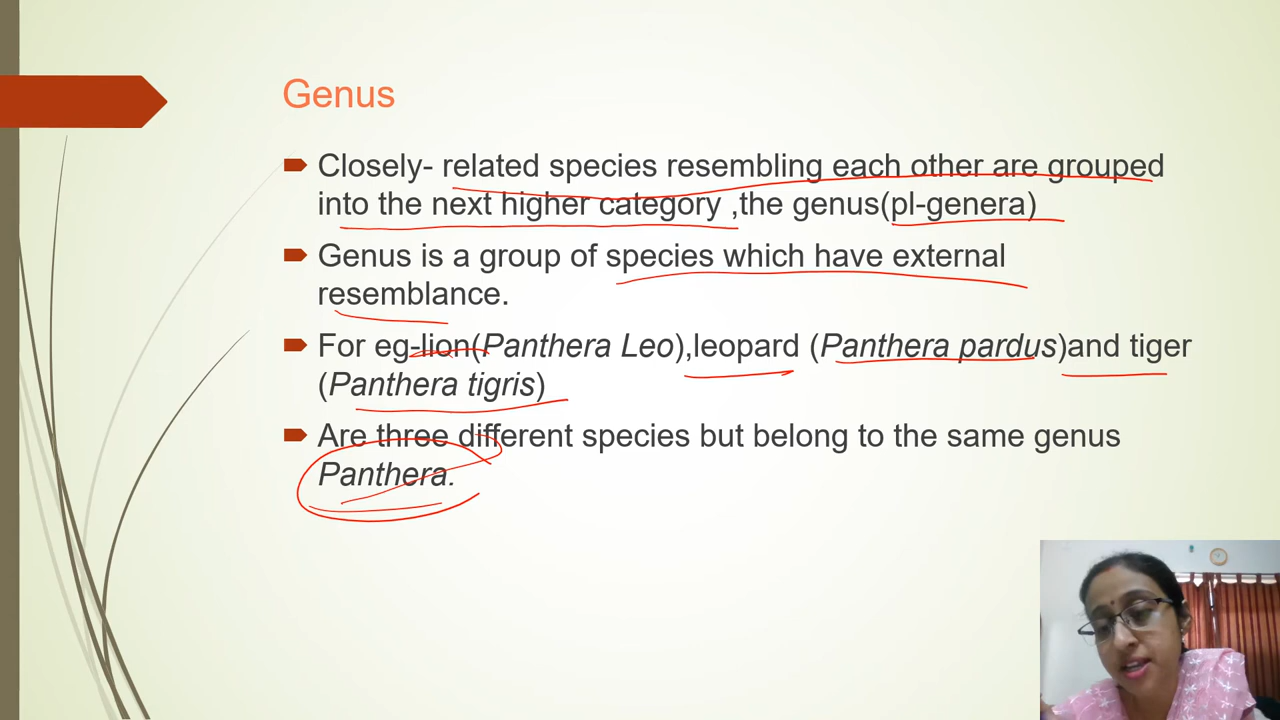 Genus
Closely- related species resembling each other are grouped
into the next higher category ,the genus(pl-genera)
Genus is a group of species which have external
resemblance.
For eg-lion(Panthera Leo),leopard (Panthera pardus)and tiger
(Panthera tigris)
Are three different species but belong to the same genus
Panthera.